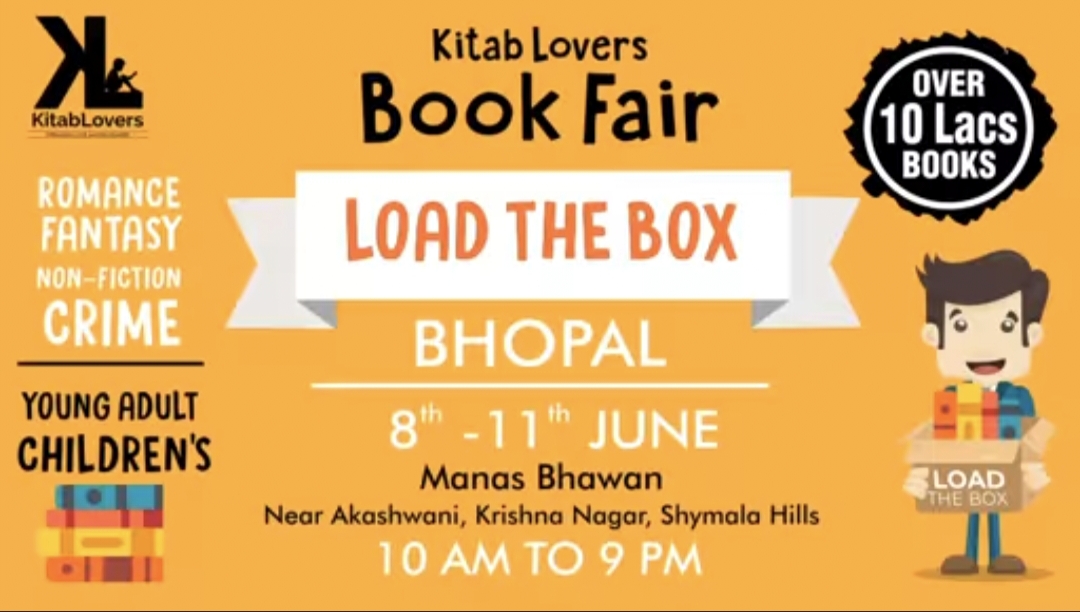 KL
KitabLovers
Kitab Lovers
Book Fair
OVER
10 Lacs
BOOKS
LOAD THE BOX
ROMANCE
FANTASY
NON-FICTION
CRIME
YOUNG ADULT
CHILDREN'S
BHOPAL
8th -11th JUNE
Manas Bhawan
Near Akashwani, Krishna Nagar, Shymala Hills
10 AM TO 9 PM
LOAD
THE BOX